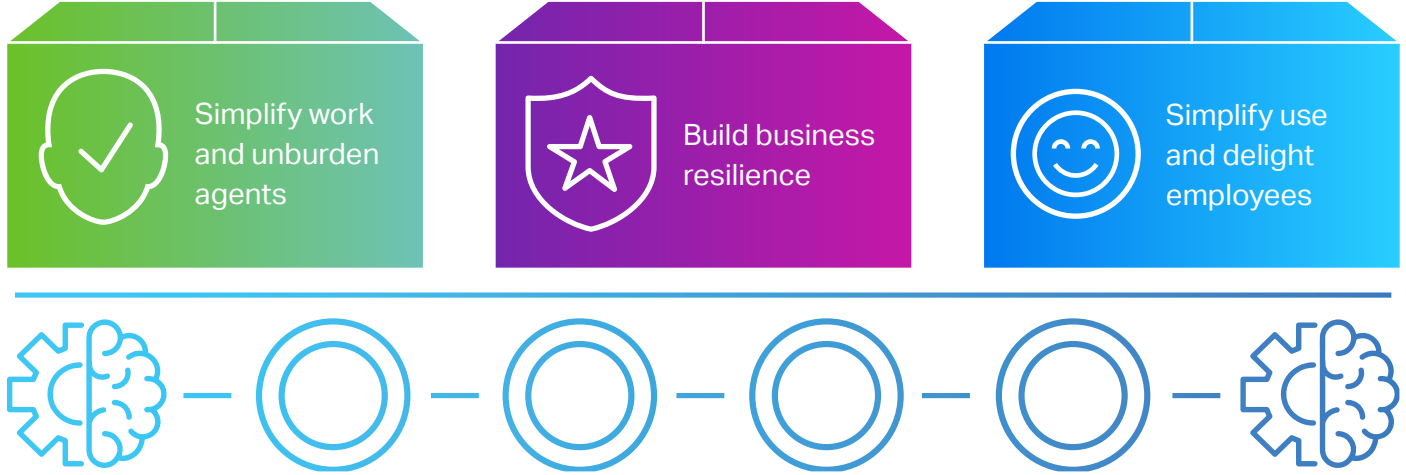 Simplify work
and unburden
agents
Build business
resilience
Simplify use
and delight
employees